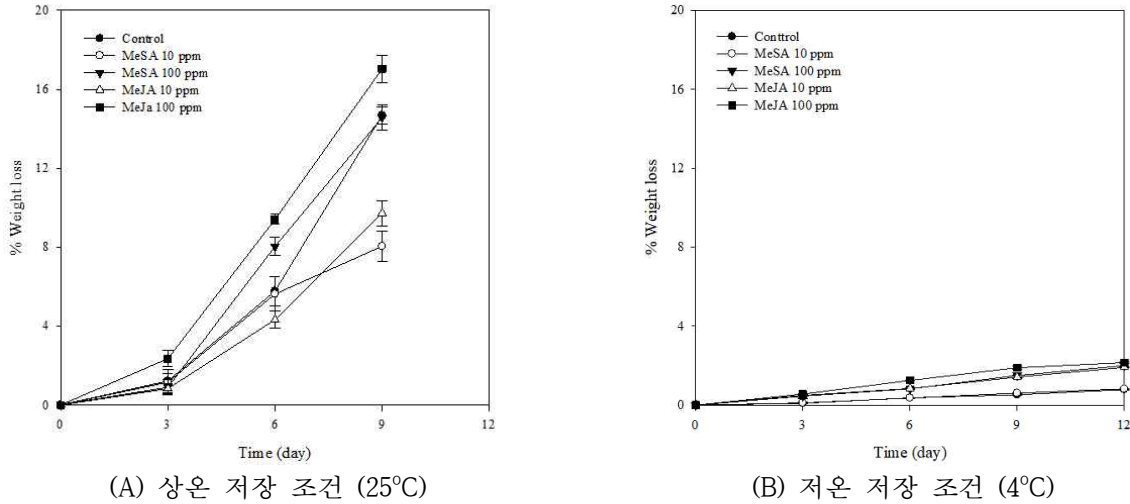 % Weight loss
20
16
12
8
4
0
Control
MeSA 10 ppm
MeSA 100 ppm
MeJA 10 ppm
MeJa 100 ppm
0 3 6 9 12
Time (day)
(A) 상온 저장 조건 (25°C)
% Weight loss
20
16
12
8
4
0
Conttrol
MeSA 10 ppm
MeSA 100 ppm
MeJA 10 ppm
MeJA 100 ppm
0 3 6 9 12
Time (day)
(B) 저온 저장 조건 (4°C)